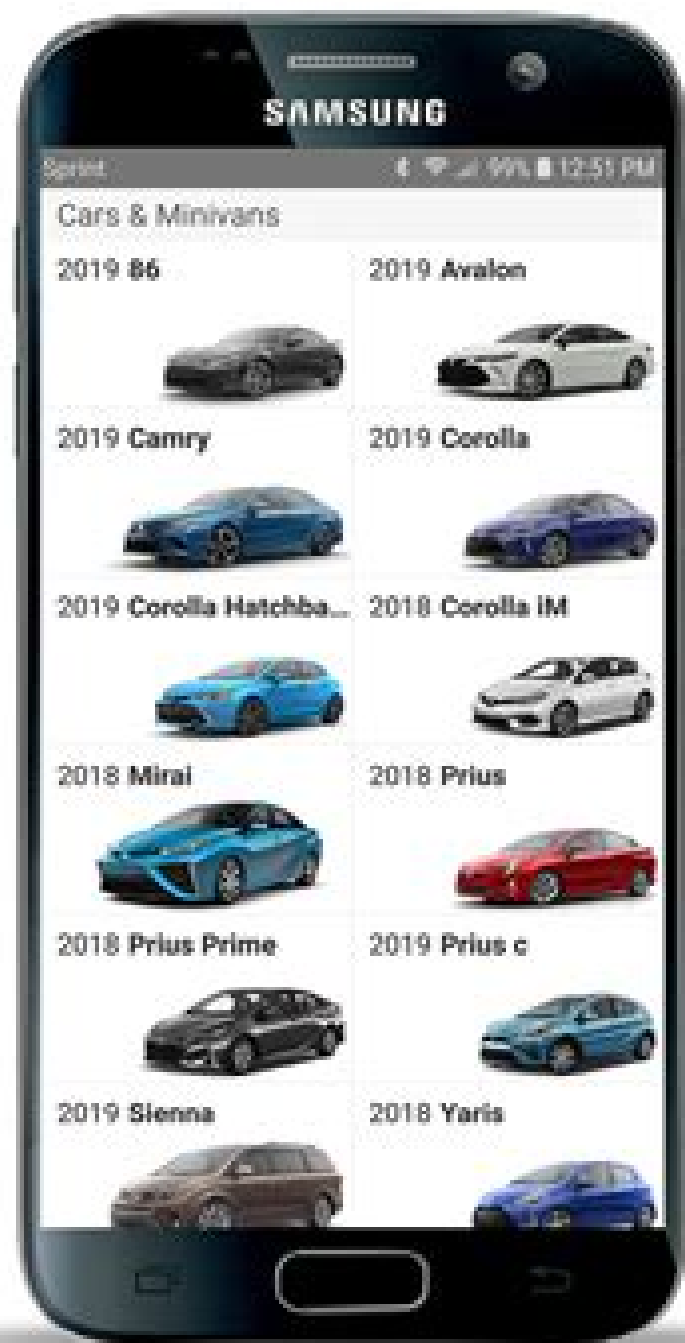 SAMSUNG
Sprint 99% 12:51 PM
Cars & Minivans
2019 86
2019 Avalon
2019 Camry
2019 Corolla
2019 Corolla Hatchba...
2018 Corolla iM
2018 Mirai
2018 Prius
2018 Prius Prime
2019 Prius c
2019 Sienna
2018 Yaris